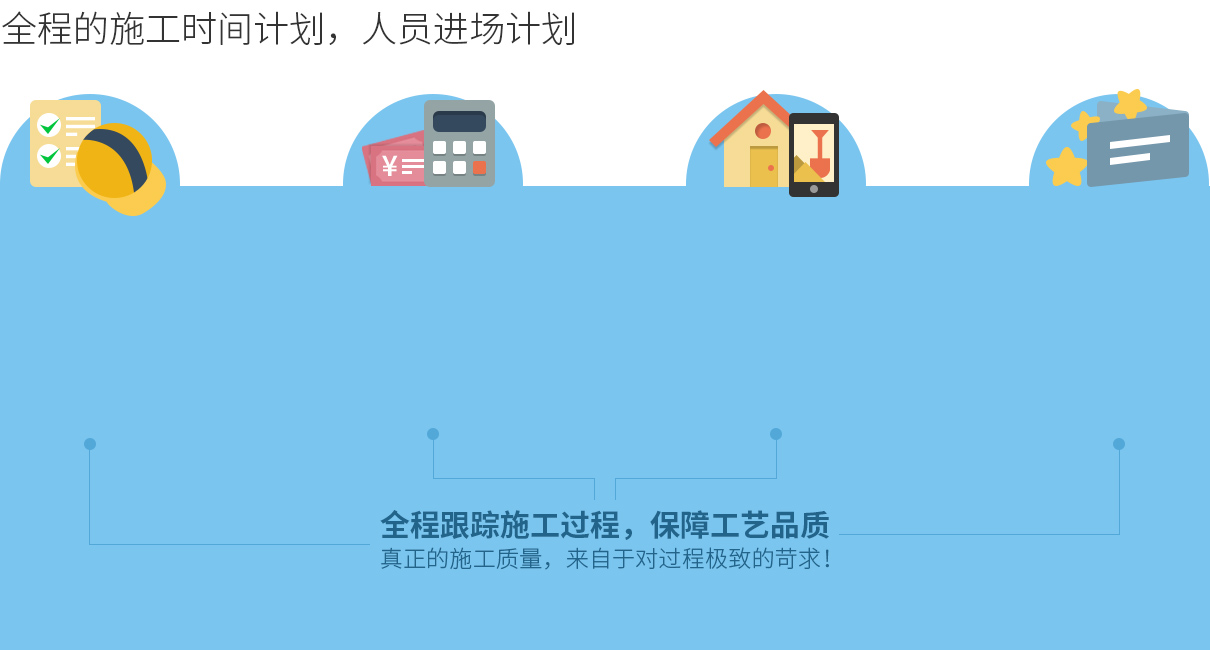 全程的施工时间计划，人员进场计划
¥
全程跟踪施工过程，保障工艺品质
真正的施工质量，来自于对过程极致的苛求！